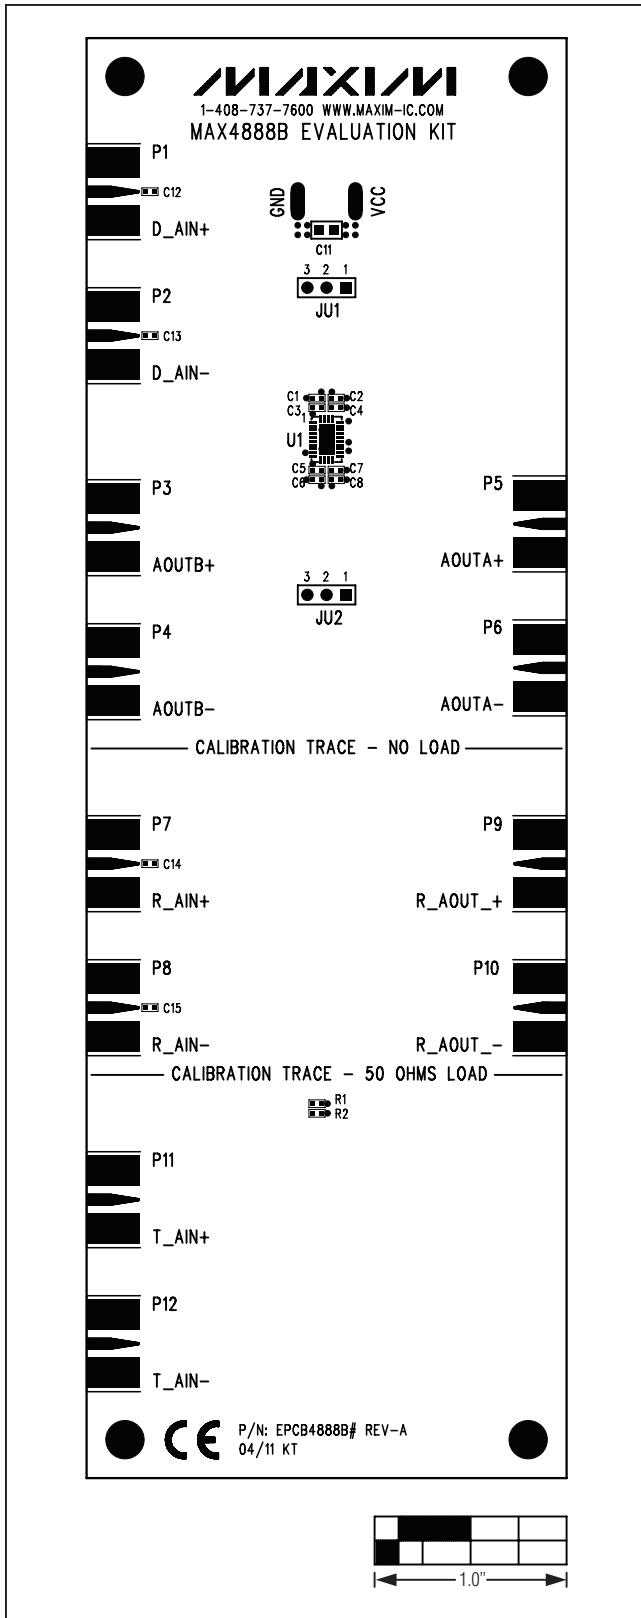 MAXIM
1-408-737-7600 WWW.MAXIM-IC.COM
MAX4888B EVALUATION KIT
P1
C12
D_AIN+
GND
VCC
C11
P2
C13
D_AIN-
3 2 1
JU1
C1 C2
C3 C4
1
U1
C5 C7
C6 C8
P3
AOUTB+
P5
AOUTA+
3 2 1
JU2
P4
AOUTB-
P6
AOUTA-
CALIBRATION TRACE - NO LOAD
P7
C14
R_AIN+
P9
R_AOUT_+
P8
C15
R_AIN-
P10
R_AOUT_-
CALIBRATION TRACE - 50 OHMS LOAD
R1
R2
P11
T_AIN+
P12
T_AIN-
CE
P/N: EPCB4888B# REV-A
04/11 KT
1.0"